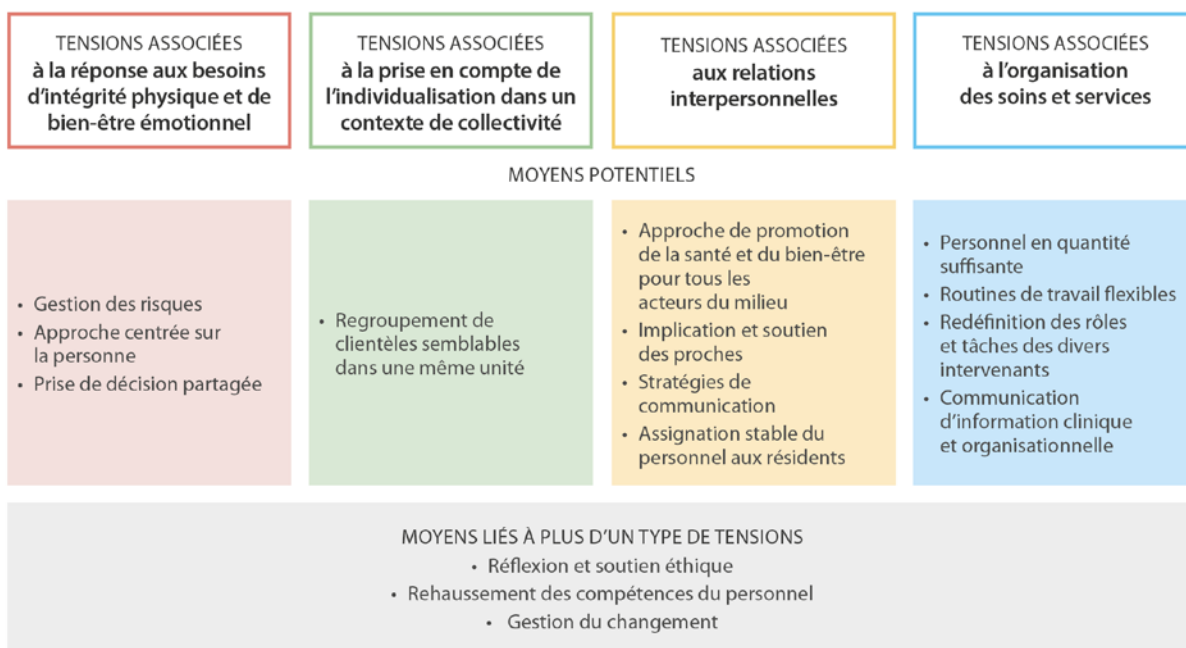 TENSIONS ASSOCIÉES
à la réponse aux besoins
d'intégrité physique et de
bien-être émotionnel
TENSIONS ASSOCIÉES
à la prise en compte de
l'individualisation dans un
contexte de collectivité
TENSIONS ASSOCIÉES
aux relations
interpersonnelles
TENSIONS ASSOCIÉES
à l'organisation
des soins et services
MOYENS POTENTIELS
• Gestion des risques
• Approche centrée sur
la personne
• Prise de décision partagée
• Regroupement de
clientèles semblables
dans une même unité
• Approche de promotion
de la santé et du bien-être
pour tous les
acteurs du milieu
• Implication et soutien
des proches
• Stratégies de
communication
• Assignation stable du
personnel aux résidents
• Personnel en quantité
suffisante
• Routines de travail flexibles
• Redéfinition des rôles
et tâches des divers
intervenants
• Communication
d'information clinique
et organisationnelle
MOYENS LIÉS À PLUS D'UN TYPE DE TENSIONS
• Réflexion et soutien éthique
• Rehaussement des compétences du personnel
• Gestion du changement